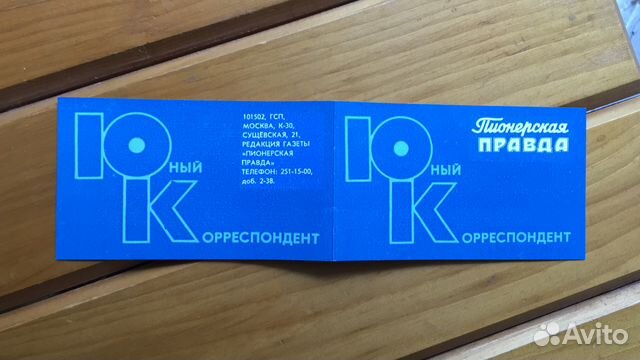 Юный
Корреспондент
101502, ГСП,
МОСКВА, К-30,
СУЩЁВСКАЯ, 21,
РЕДАКЦИЯ ГАЗЕТЫ
«ПИОНЕРСКАЯ
ПРАВДА»
ТЕЛЕФОН: 251-15-00,
доб. 2-38.
Пионерская
ПРАВДА
Юный
Корреспондент
Avito